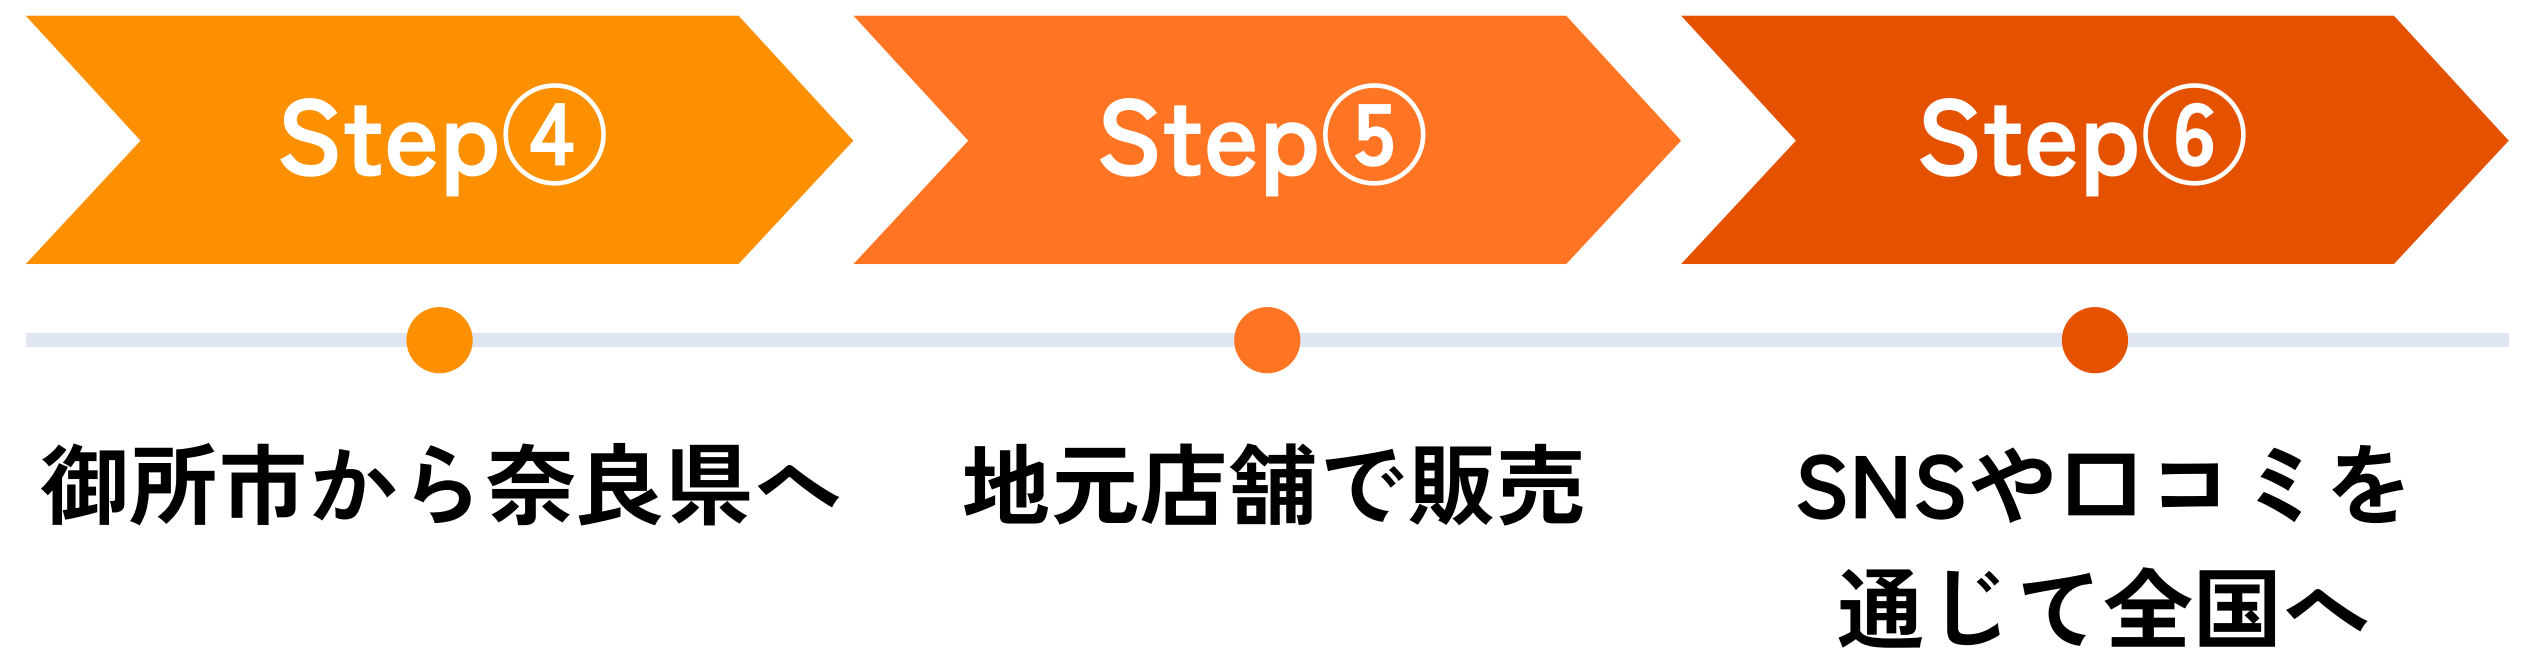 Step④
Step⑤
Step⑥
御所市から奈良県へ
地元店舗で販売
SNSや口コミを
通じて全国へ